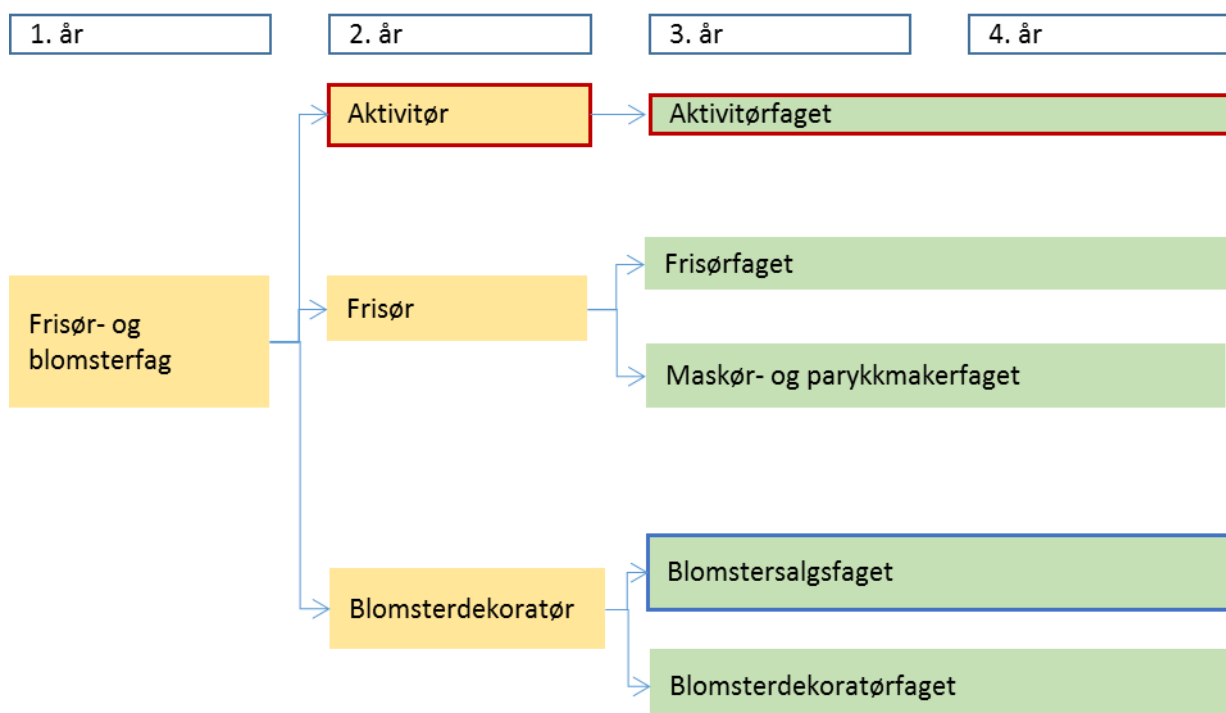 1. år
2. år
3. år
4. år
Aktivitør
Aktivitørfaget
Frisør- og
blomsterfag
Frisør
Frisørfaget
Maskør- og parykkmakerfaget
Blomsterdekoratør
Blomstersalgsfaget
Blomsterdekoratørfaget